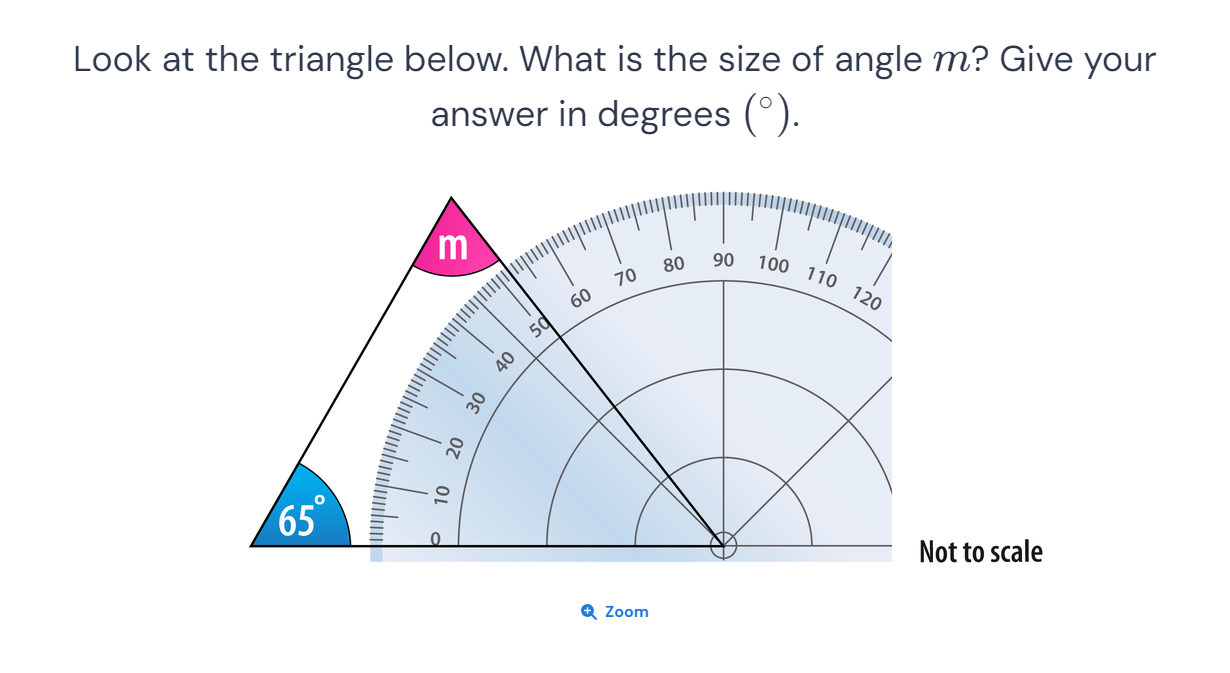 Look at the triangle below. What is the size of angle m? Give your
answer in degrees (°).
m
65°
0
10
20
30
40
50
60
70
80
90
100
110
120
Not to scale
Zoom